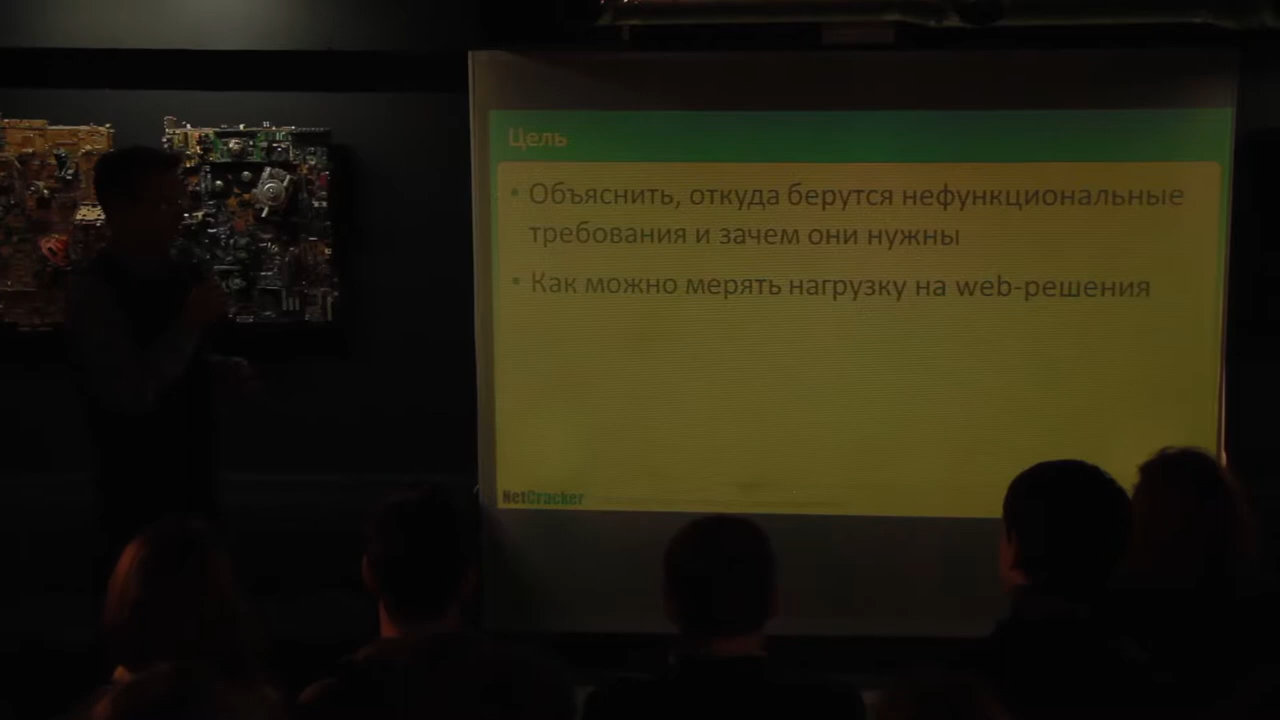 Цель
• Объяснить, откуда берутся нефункциональные
требования и зачем они нужны
• Как можно мерять нагрузку на web-решения
NetCracker